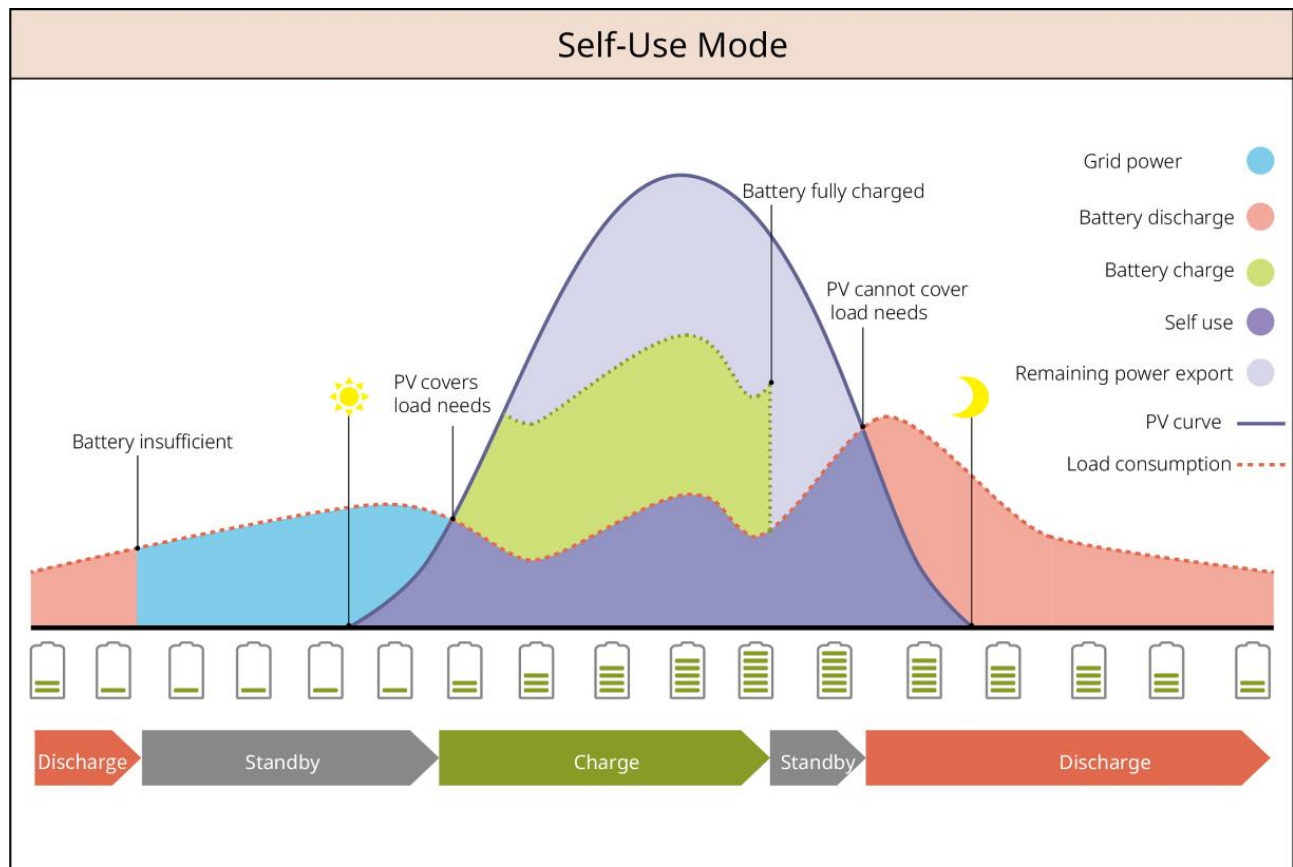 Self-Use Mode
Grid power
Battery discharge
Battery charge
Self use
Remaining power export
PV curve
Load consumption
Battery fully charged
PV cannot cover
load needs
PV covers
load needs
Battery insufficient
Discharge
Standby
Charge
Standby
Discharge